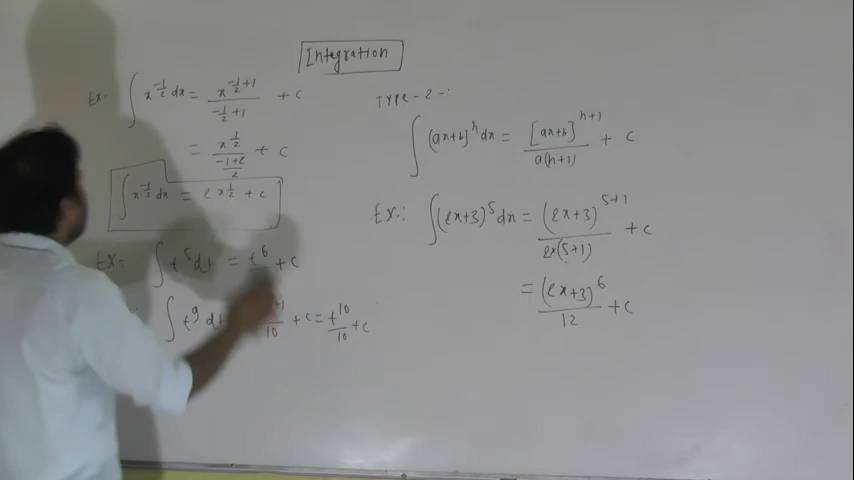 Integration
Ex: ∫ x^{-1/2} dx = x^{-1/2+1} / (-1/2+1) + c
= x^{1/2} / ((-1+2)/2) + c
∫ x^{-1/2} dx = 2x^{1/2} + c
Ex: ∫ t^5 dt = t^6 + c
∫ t^9 dt +1 / 10 + c = t^{10} / 10 + c
TYPE-2-:
∫ (ax+b)^n dx = [ax+b]^{n+1} / a(n+1) + c
Ex:: ∫ (2x+3)^5 dx = (2x+3)^{5+1} / 2x(5+1) + c
= (2x+3)^6 / 12 + c